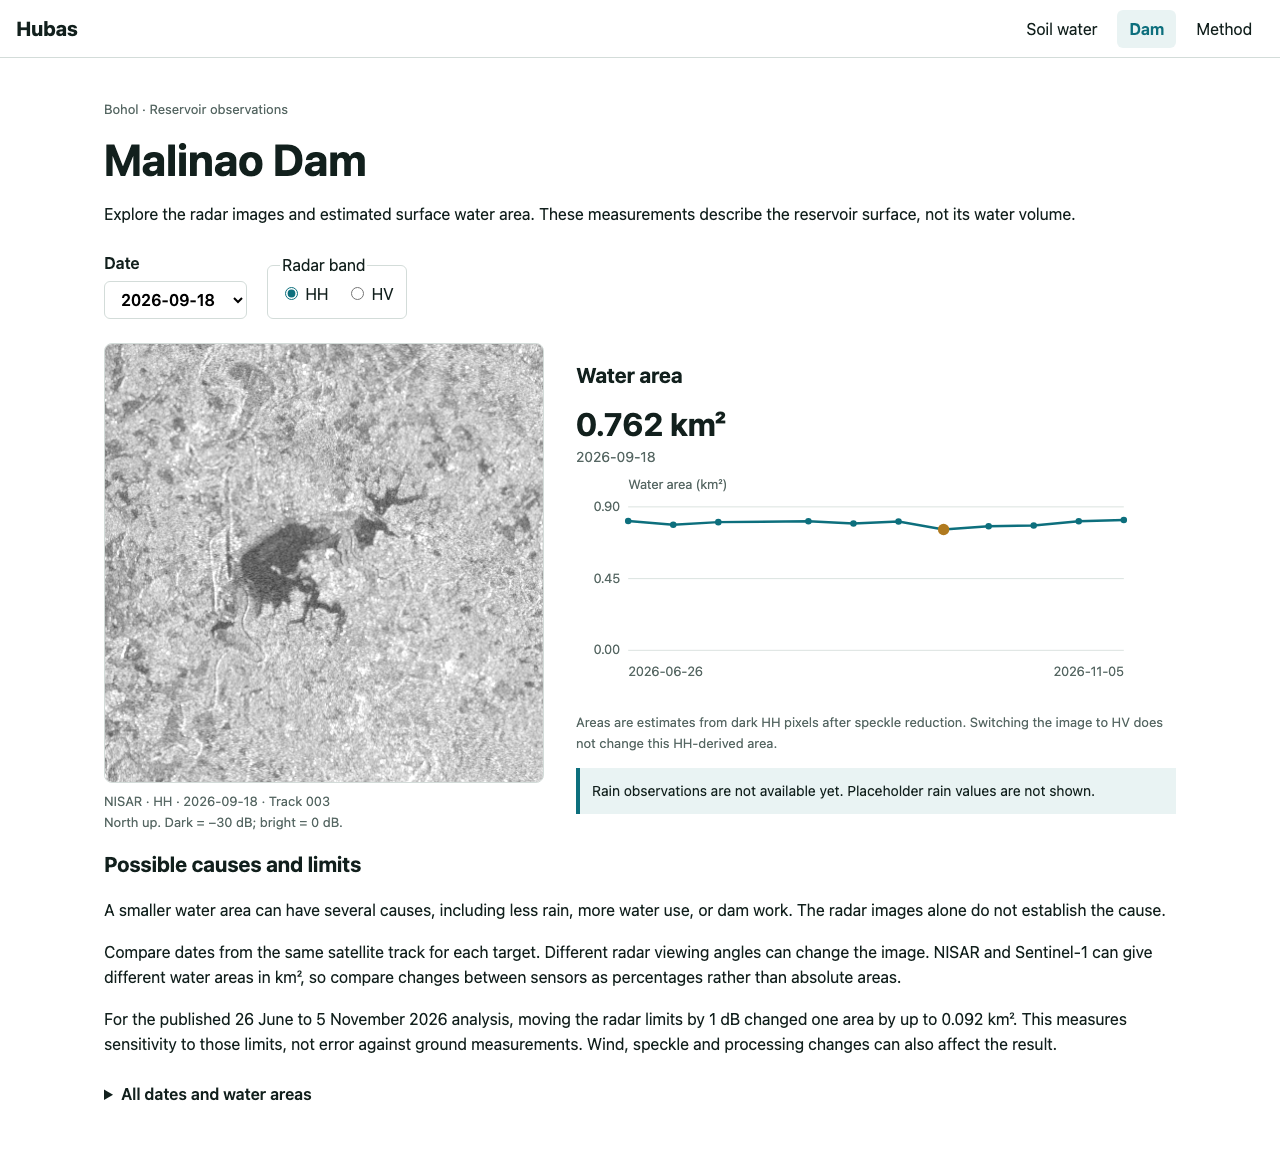 Hubas
Soil water
Dam
Method
Bohol · Reservoir observations
Malinao Dam
Explore the radar images and estimated surface water area. These measurements describe the reservoir surface, not its water volume.
Date
2026-09-18
Radar band
HH
HV
NISAR · HH · 2026-09-18 · Track 003
North up. Dark = −30 dB; bright = 0 dB.
Water area
0.762 km²
2026-09-18
Water area (km²)
0.90
0.45
0.00
2026-06-26
2026-11-05
Areas are estimates from dark HH pixels after speckle reduction. Switching the image to HV does
not change this HH-derived area.
Rain observations are not available yet. Placeholder rain values are not shown.
Possible causes and limits
A smaller water area can have several causes, including less rain, more water use, or dam work. The radar images alone do not establish the cause.
Compare dates from the same satellite track for each target. Different radar viewing angles can change the image. NISAR and Sentinel-1 can give
different water areas in km², so compare changes between sensors as percentages rather than absolute areas.
For the published 26 June to 5 November 2026 analysis, moving the radar limits by 1 dB changed one area by up to 0.092 km². This measures
sensitivity to those limits, not error against ground measurements. Wind, speckle and processing changes can also affect the result.
All dates and water areas